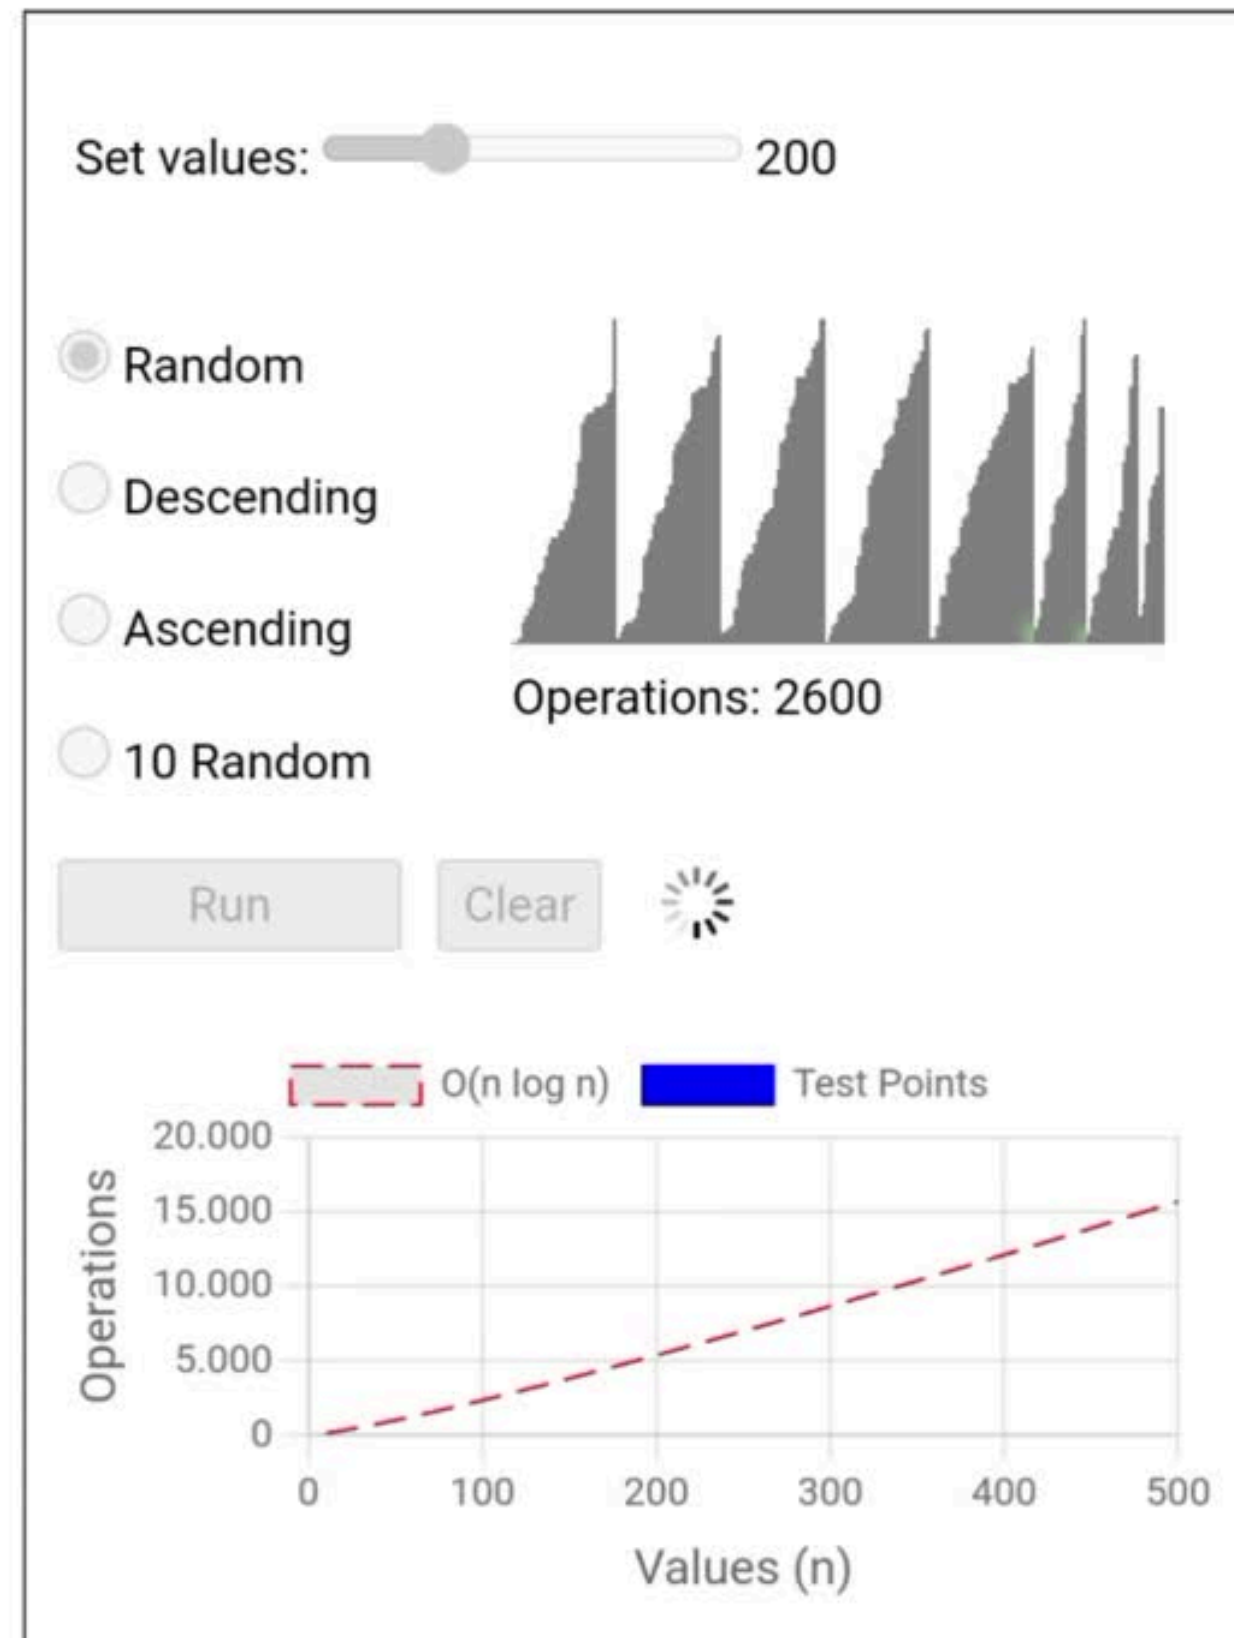 Set values: 200
Random
Descending
Ascending
10 Random
Operations: 2600
Run Clear
O(n log n) Test Points
20.000
15.000
10.000
5.000
0
Operations
0 100 200 300 400 500
Values (n)